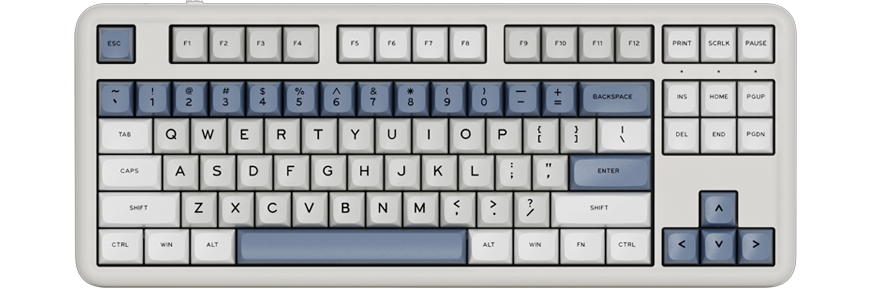 ESC F1 F2 F3 F4 F5 F6 F7 F8 F9 F10 F11 F12 PRINT SCRLK PAUSE
~ ! @ # $ % ^ & * ( ) — +
` 1 2 3 4 5 6 7 8 9 0 - = BACKSPACE INS HOME PGUP
TAB Q W E R T Y U I O P { [ } ] | \ DEL END PGDN
CAPS A S D F G H J K L : ; " ' ENTER
SHIFT Z X C V B N M < , > . ? / SHIFT ^
CTRL WIN ALT ALT WIN FN CTRL < v >